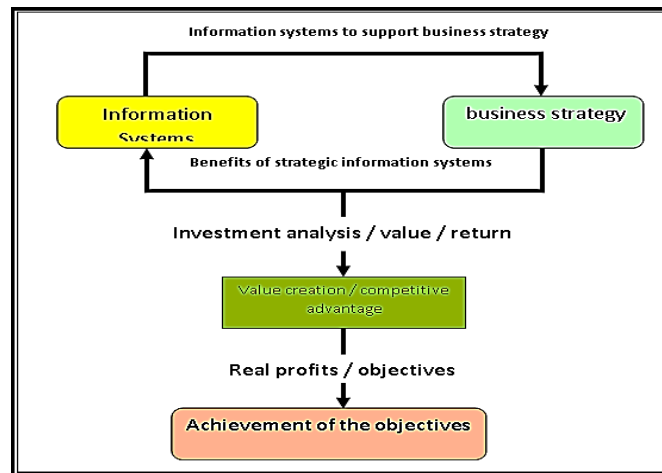 Information systems to support business strategy
Information
Systems
business strategy
Benefits of strategic information systems
Investment analysis / value / return
Value creation / competitive
advantage
Real profits / objectives
Achievement of the objectives